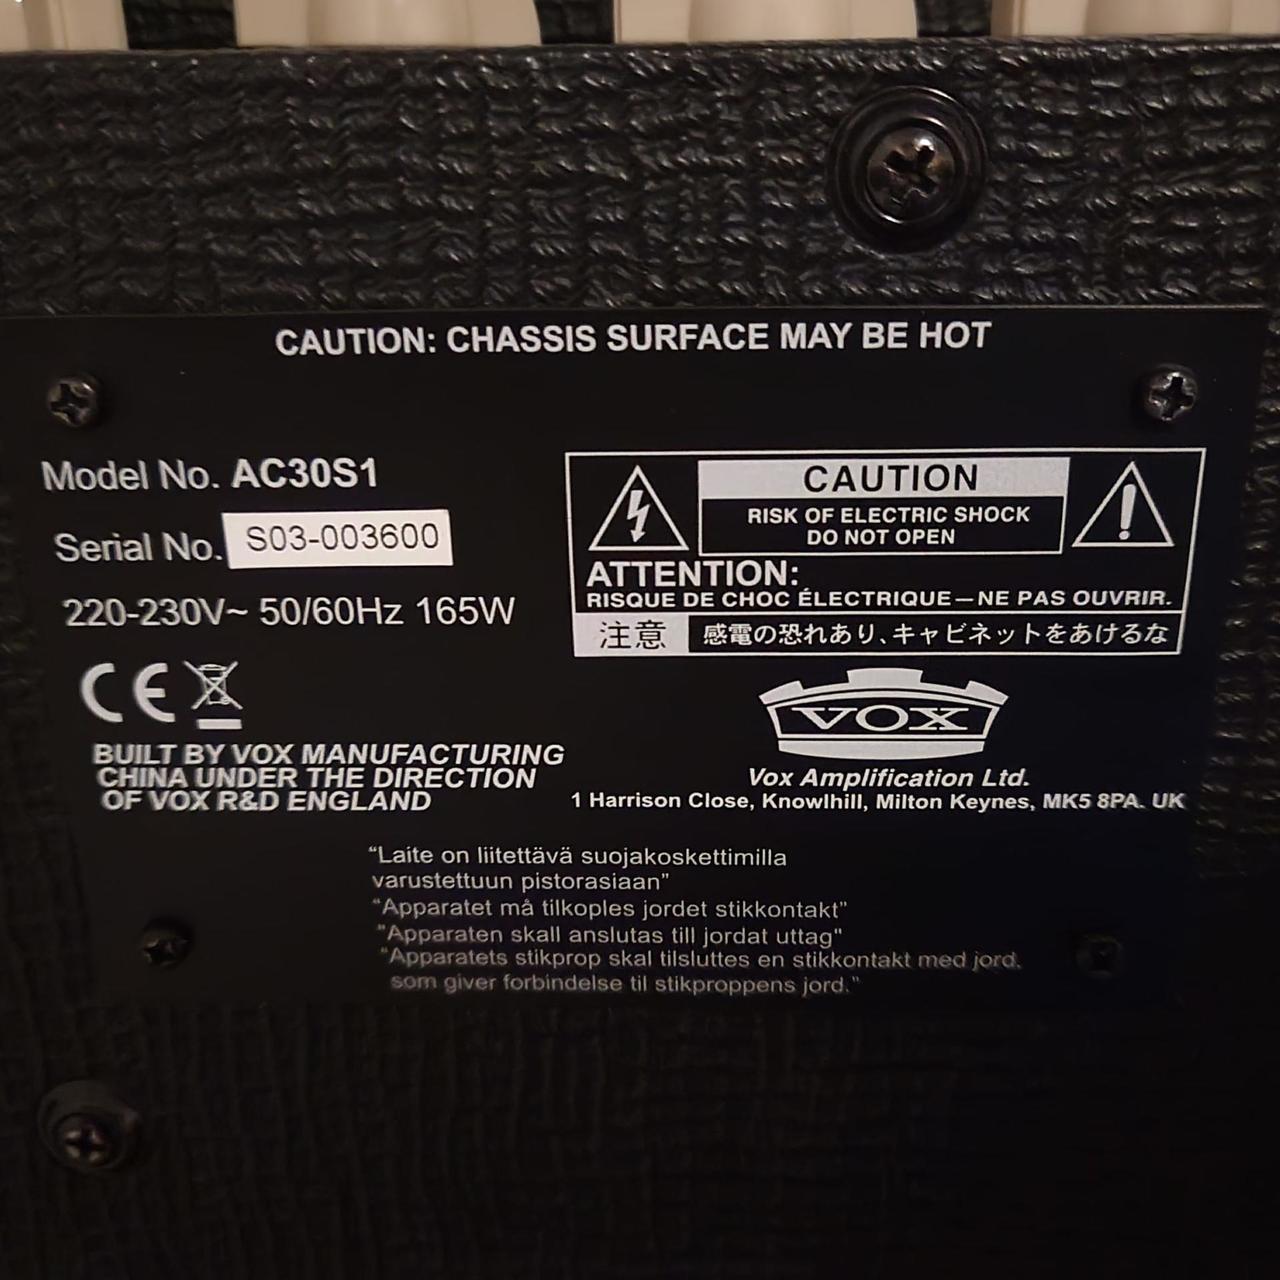 CAUTION: CHASSIS SURFACE MAY BE HOT
Model No. AC30S1
Serial No. S03-003600
220-230V~ 50/60Hz 165W
CE
BUILT BY VOX MANUFACTURING
CHINA UNDER THE DIRECTION
OF VOX R&D ENGLAND
CAUTION
RISK OF ELECTRIC SHOCK
DO NOT OPEN
ATTENTION:
RISQUE DE CHOC ÉLECTRIQUE—NE PAS OUVRIR.
注意 感電の恐れあり、キャビネットをあけるな
VOX
Vox Amplification Ltd.
1 Harrison Close, Knowlhill, Milton Keynes, MK5 8PA. UK
“Laite on liitettävä suojakoskettimilla
varustettuun pistorasiaan”
“Apparatet må tilkoples jordet stikkontakt”
"Apparaten skall anslutas till jordat uttag"
“Apparatets stikprop skal tilsluttes en stikkontakt med jord,
som giver forbindelse til stikproppens jord.”